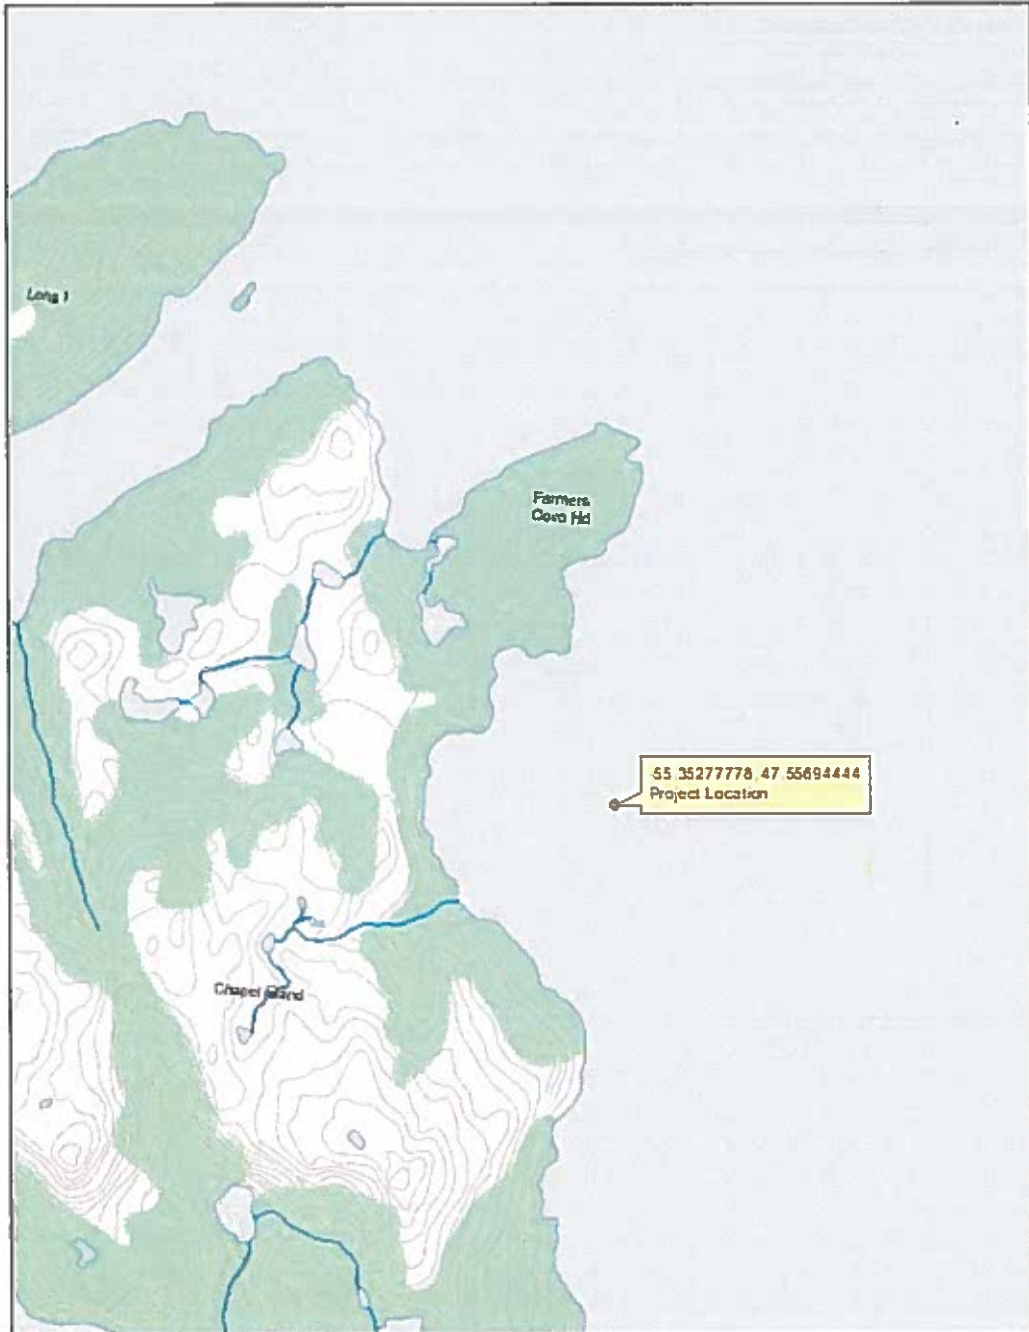 Long I
Farmers
Cove Hd
-55.35277778, 47.55694444
Project Location
Chapel Island